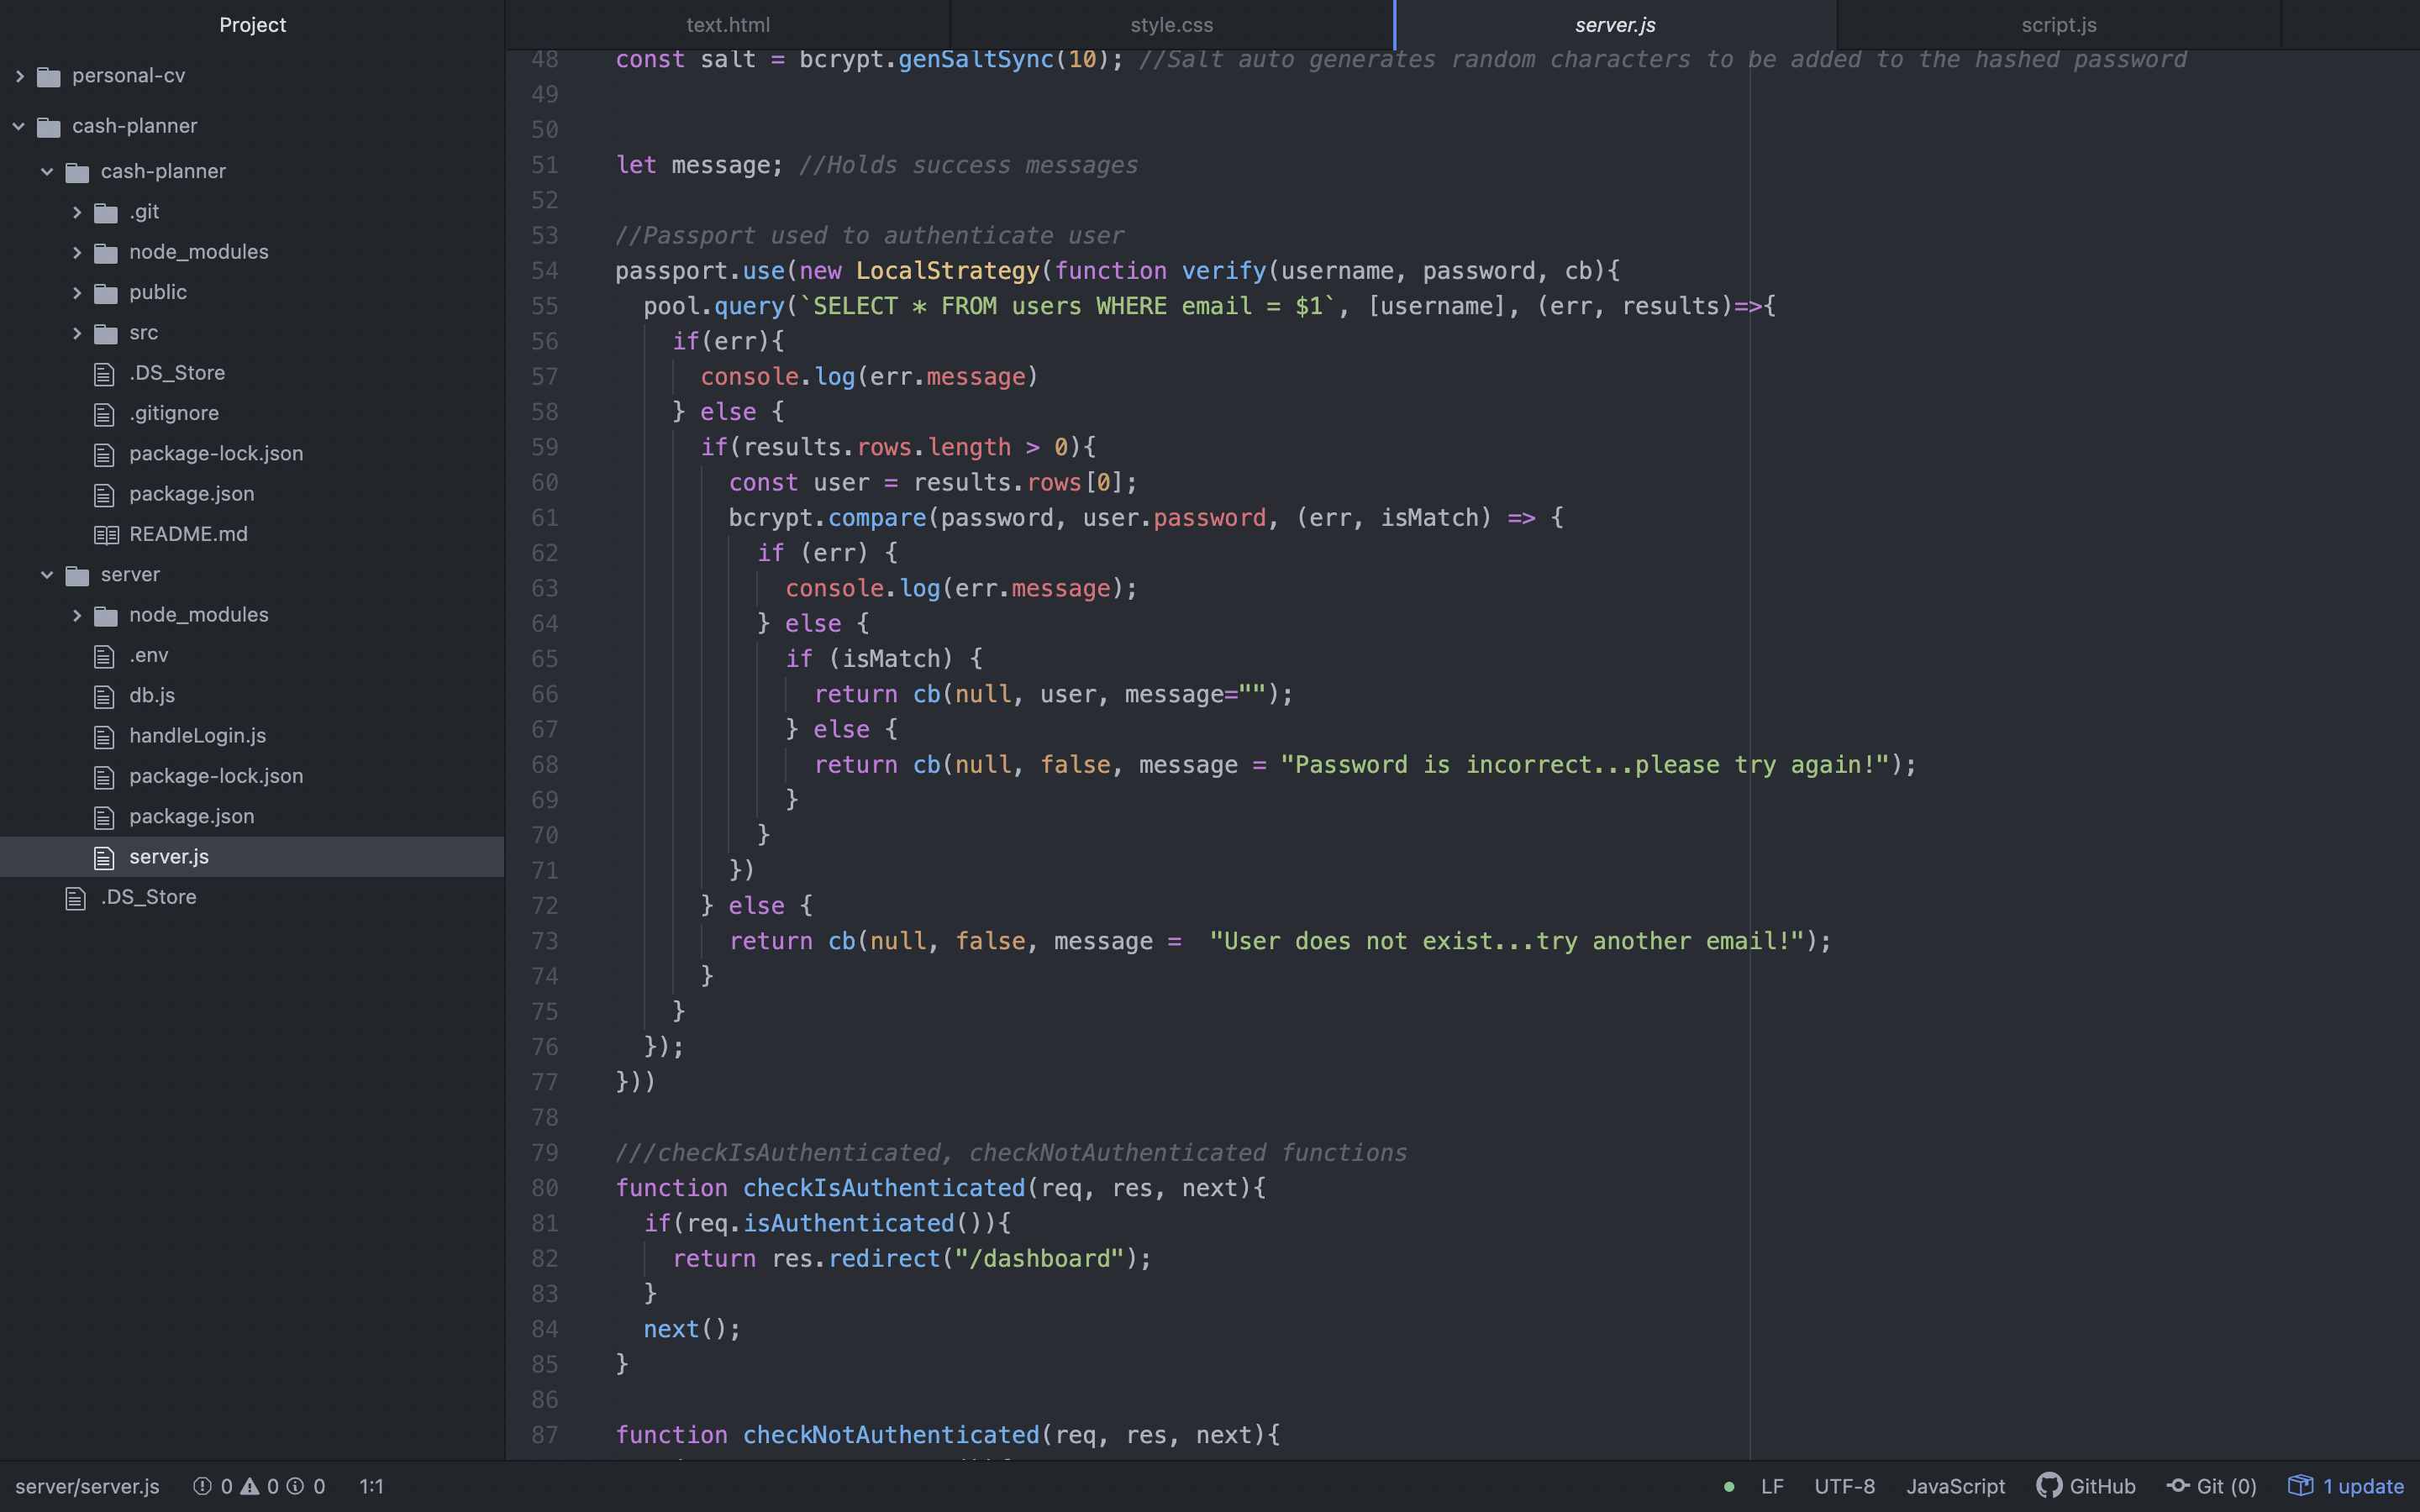 Project
text.html
style.css
server.js
script.js
personal-cv
cash-planner
cash-planner
.git
node_modules
public
src
.DS_Store
.gitignore
package-lock.json
package.json
README.md
server
node_modules
.env
db.js
handleLogin.js
package-lock.json
package.json
server.js
.DS_Store
48 const salt = bcrypt.genSaltSync(10); //Salt auto generates random characters to be added to the hashed password
49
50
51 let message; //Holds success messages
52
53 //Passport used to authenticate user
54 passport.use(new LocalStrategy(function verify(username, password, cb){
55   pool.query(`SELECT * FROM users WHERE email = $1`, [username], (err, results)=>{
56     if(err){
57       console.log(err.message)
58     } else {
59       if(results.rows.length > 0){
60         const user = results.rows[0];
61         bcrypt.compare(password, user.password, (err, isMatch) => {
62           if (err) {
63             console.log(err.message);
64           } else {
65             if (isMatch) {
66               return cb(null, user, message="");
67             } else {
68               return cb(null, false, message = "Password is incorrect...please try again!");
69             }
70           }
71         })
72       } else {
73         return cb(null, false, message =  "User does not exist...try another email!");
74       }
75     }
76   });
77 }))
78
79 ///checkIsAuthenticated, checkNotAuthenticated functions
80 function checkIsAuthenticated(req, res, next){
81   if(req.isAuthenticated()){
82     return res.redirect("/dashboard");
83   }
84   next();
85 }
86
87 function checkNotAuthenticated(req, res, next){
server/server.js 0 0 0 1:1 LF UTF-8 JavaScript GitHub Git (0) 1 update